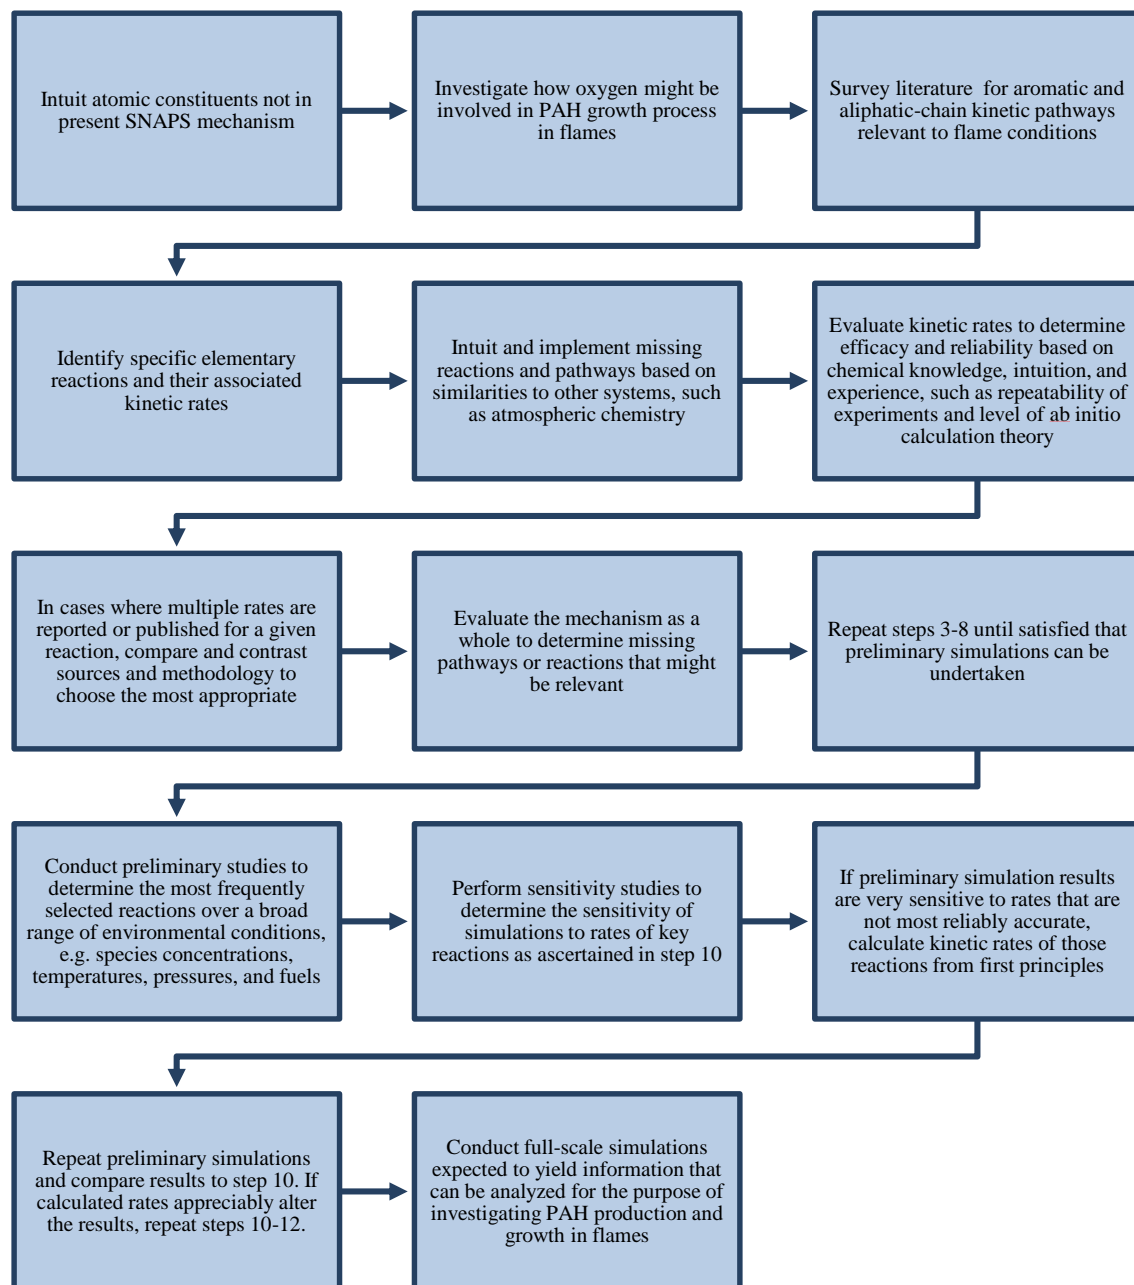 Intuit atomic constituents not in
present SNAPS mechanism
Investigate how oxygen might be
involved in PAH growth process
in flames
Survey literature for aromatic and
aliphatic-chain kinetic pathways
relevant to flame conditions
Identify specific elementary
reactions and their associated
kinetic rates
Intuit and implement missing
reactions and pathways based on
similarities to other systems, such
as atmospheric chemistry
Evaluate kinetic rates to determine
efficacy and reliability based on
chemical knowledge, intuition, and
experience, such as repeatability of
experiments and level of ab initio
calculation theory
In cases where multiple rates are
reported or published for a given
reaction, compare and contrast
sources and methodology to
choose the most appropriate
Evaluate the mechanism as a
whole to determine missing
pathways or reactions that might
be relevant
Repeat steps 3-8 until satisfied that
preliminary simulations can be
undertaken
Conduct preliminary studies to
determine the most frequently
selected reactions over a broad
range of environmental conditions,
e.g. species concentrations,
temperatures, pressures, and fuels
Perform sensitivity studies to
determine the sensitivity of
simulations to rates of key
reactions as ascertained in step 10
If preliminary simulation results
are very sensitive to rates that are
not most reliably accurate,
calculate kinetic rates of those
reactions from first principles
Repeat preliminary simulations
and compare results to step 10. If
calculated rates appreciably alter
the results, repeat steps 10-12.
Conduct full-scale simulations
expected to yield information that
can be analyzed for the purpose of
investigating PAH production and
growth in flames